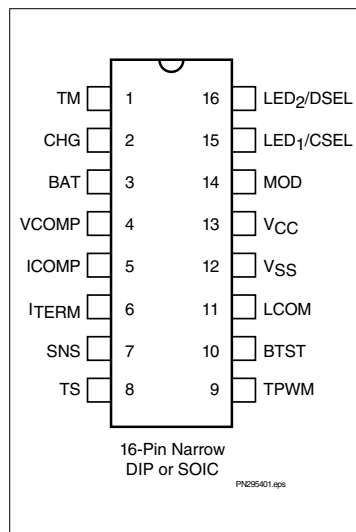 TM 1 16 LED2/DSEL
CHG 2 15 LED1/CSEL
BAT 3 14 MOD
VCOMP 4 13 VCC
ICOMP 5 12 VSS
ITERM 6 11 LCOM
SNS 7 10 BTST
TS 8 9 TPWM
16-Pin Narrow
DIP or SOIC
PN295401.eps